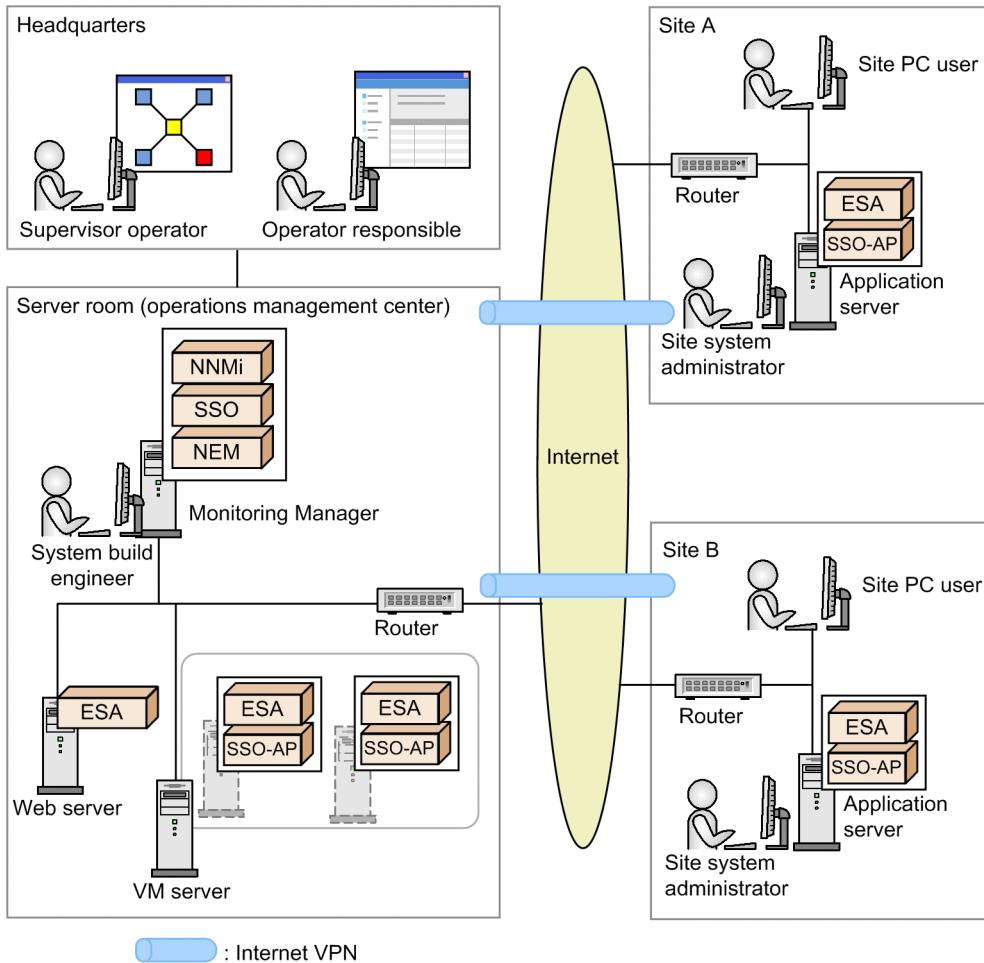 Headquarters
Supervisor operator
Operator responsible
Server room (operations management center)
NNMi
SSO
NEM
Monitoring Manager
System build
engineer
Router
ESA
Web server
VM server
ESA
SSO-AP
ESA
SSO-AP
Internet
Site A
Site PC user
Router
ESA
SSO-AP
Application
server
Site system
administrator
Site B
Site PC user
Router
ESA
SSO-AP
Application
server
Site system
administrator
: Internet VPN